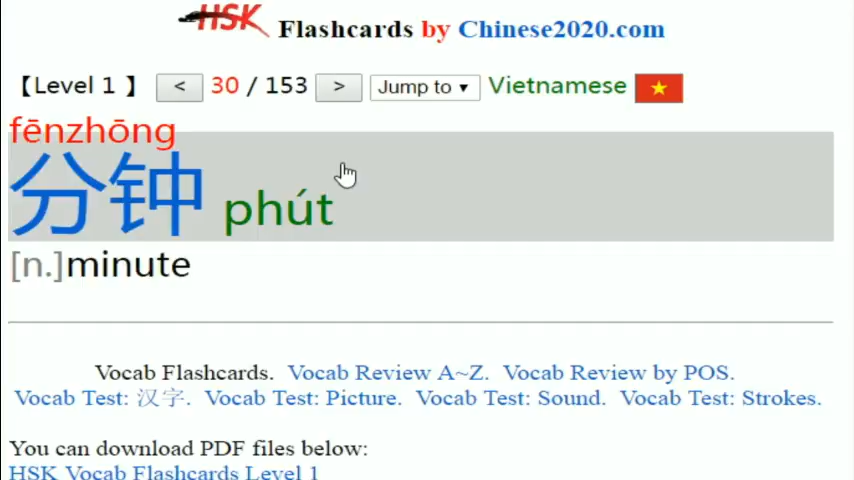 HSK Flashcards by Chinese2020.com
【Level 1 】 < 30 / 153 > Jump to ▼ Vietnamese
fēnzhōng
分钟 phút
[n.]minute
Vocab Flashcards. Vocab Review A~Z. Vocab Review by POS.
Vocab Test: 汉字. Vocab Test: Picture. Vocab Test: Sound. Vocab Test: Strokes.
You can download PDF files below:
HSK Vocab Flashcards Level 1